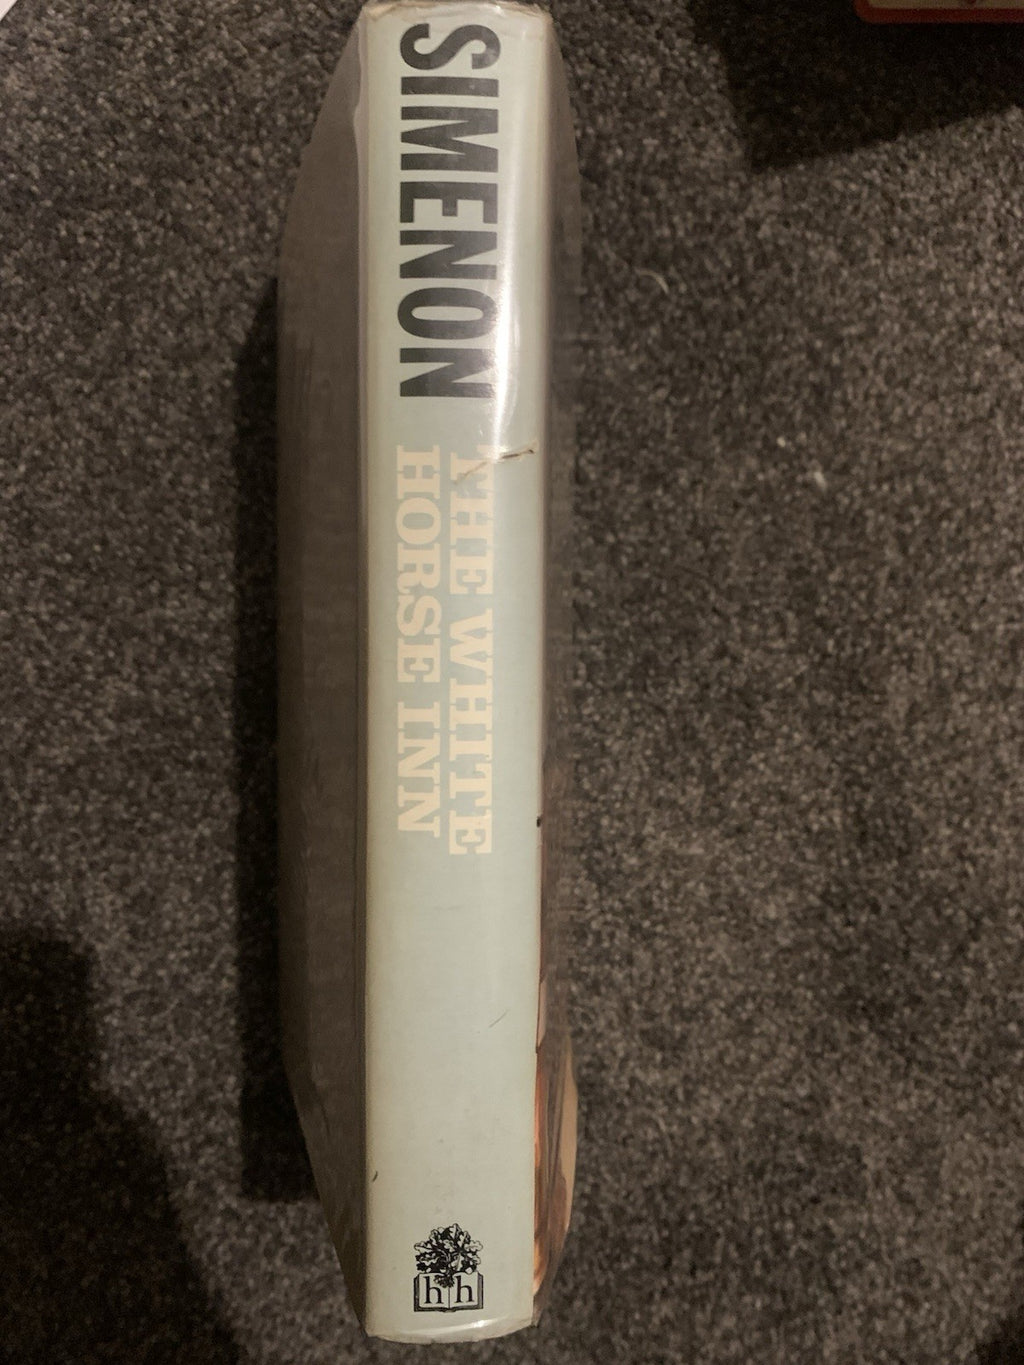 SIMENON
THE WHITE
HORSE INN
h h